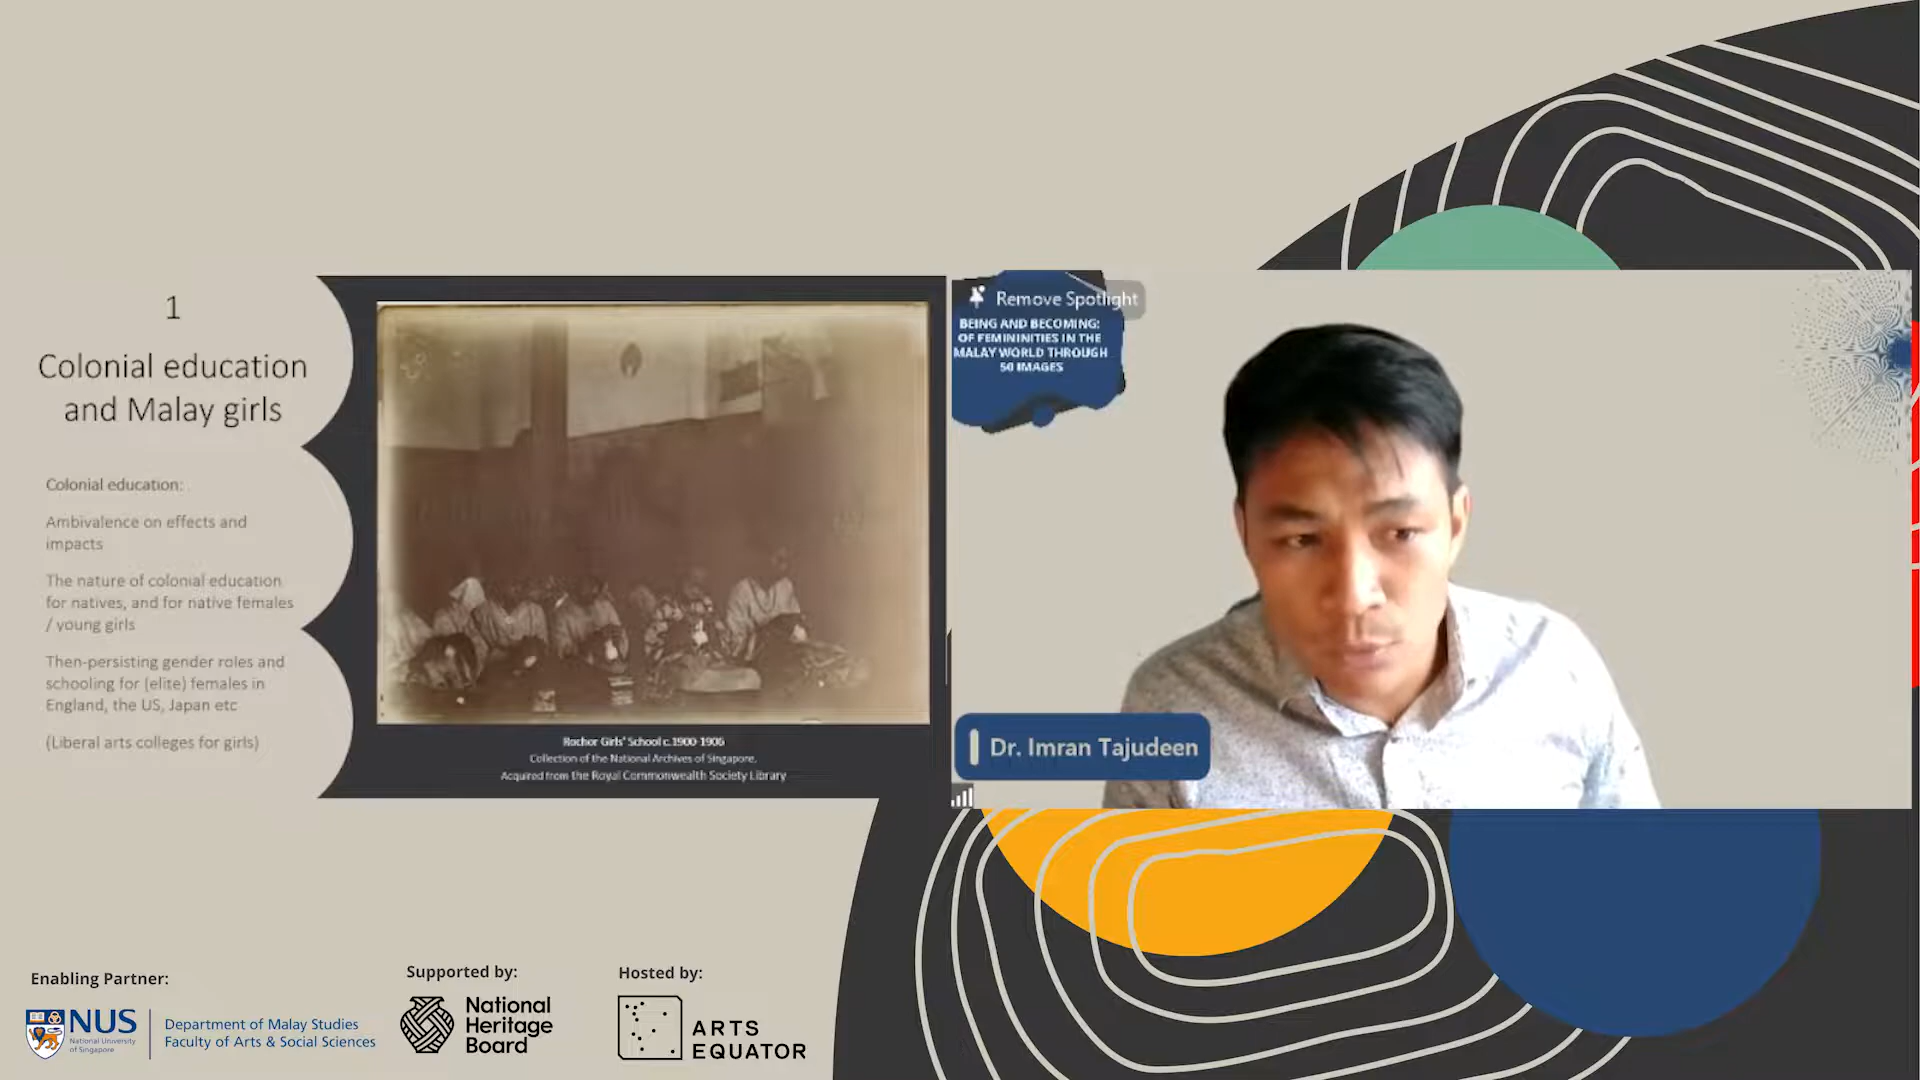 1
Colonial education
and Malay girls
Colonial education:
Ambivalence on effects and
impacts
The nature of colonial education
for natives, and for native females
/ young girls
Then-persisting gender roles and
schooling for (elite) females in
England, the US, Japan etc
(Liberal arts colleges for girls)
Rochor Girls' School c.1900-1906
Collection of the National Archives of Singapore.
Acquired from the Royal Commonwealth Society Library
Remove Spotlight
BEING AND BECOMING:
OF FEMININITIES IN THE
MALAY WORLD THROUGH
50 IMAGES
Dr. Imran Tajudeen
Enabling Partner:
NUS
National University
of Singapore
Department of Malay Studies
Faculty of Arts & Social Sciences
Supported by:
National
Heritage
Board
Hosted by:
ARTS
EQUATOR